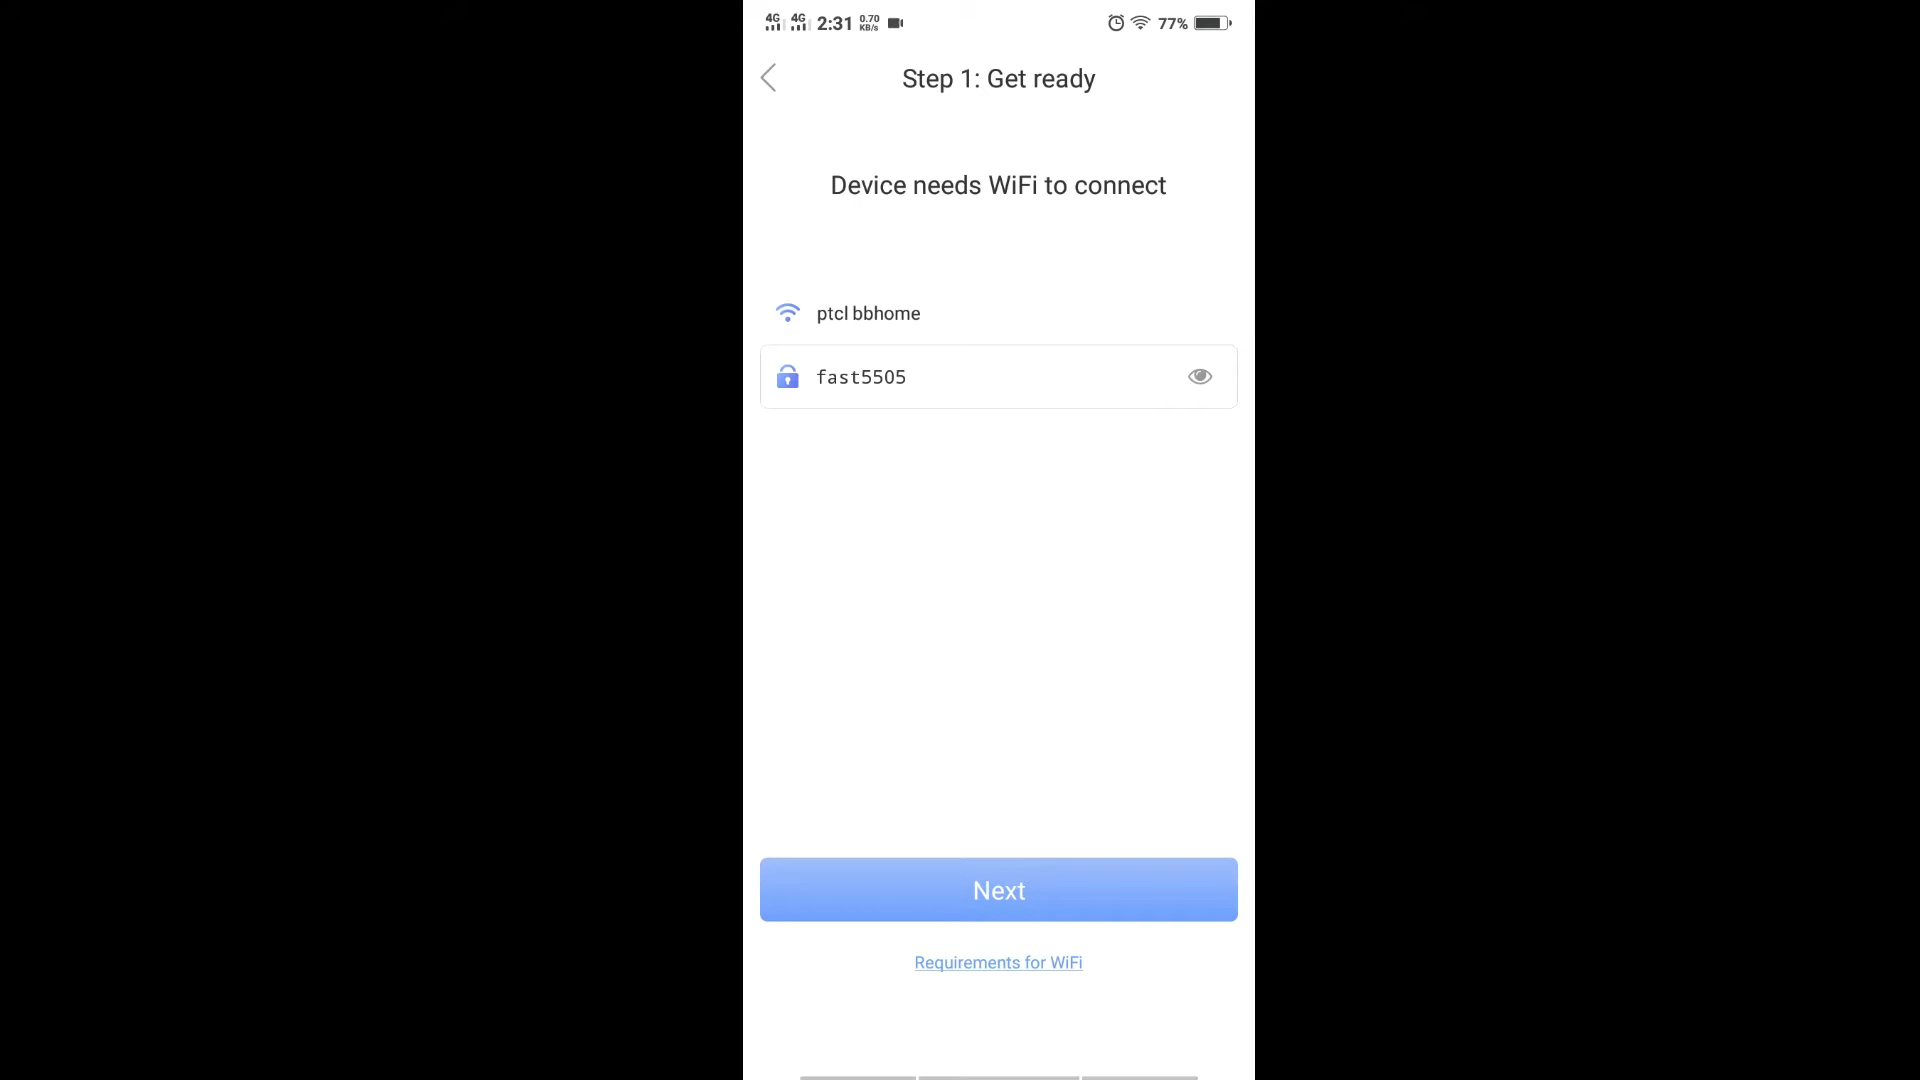 4G 4G 2:31 0.70 KB/s 77%
Step 1: Get ready
Device needs WiFi to connect
ptcl bbhome
fast5505
Next
Requirements for WiFi